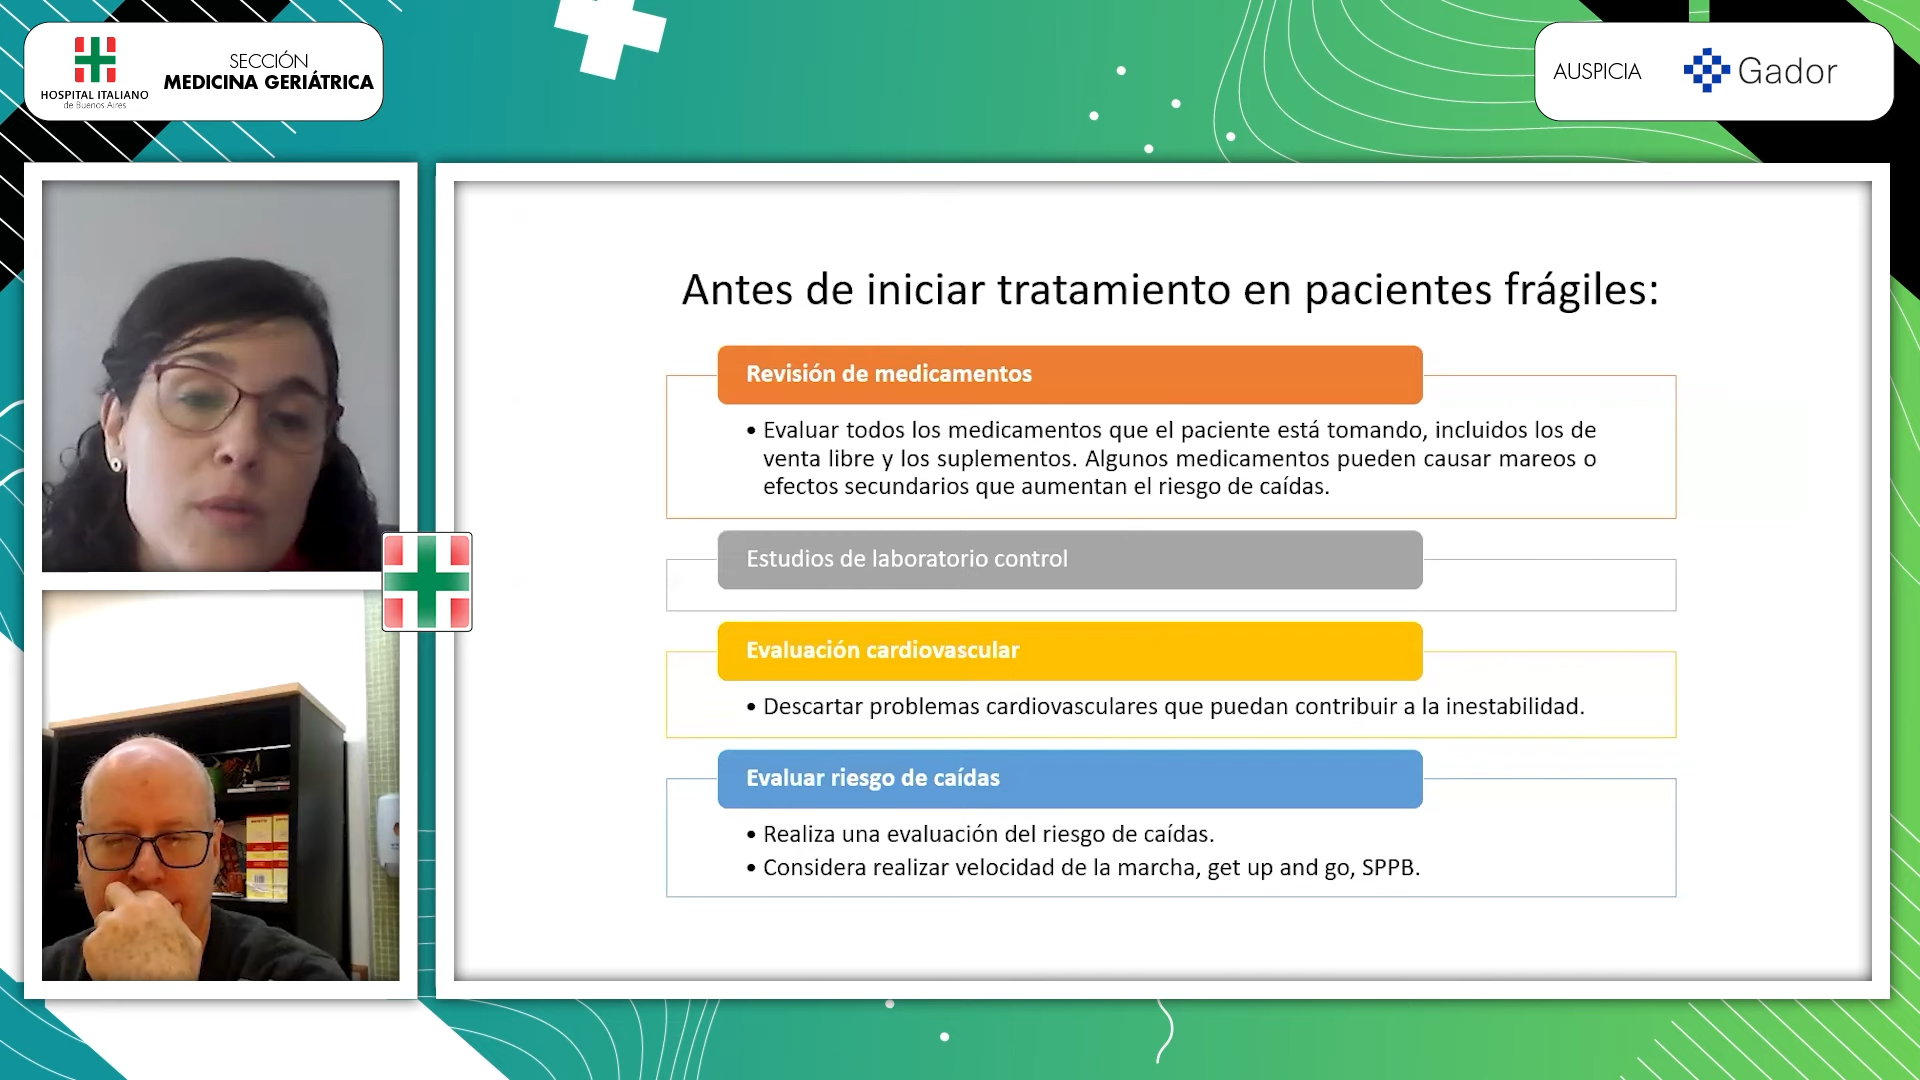 HOSPITAL ITALIANO
de Buenos Aires
SECCIÓN
MEDICINA GERIÁTRICA
AUSPICIA
Gador
Antes de iniciar tratamiento en pacientes frágiles:
Revisión de medicamentos
• Evaluar todos los medicamentos que el paciente está tomando, incluidos los de
venta libre y los suplementos. Algunos medicamentos pueden causar mareos o
efectos secundarios que aumentan el riesgo de caídas.
Estudios de laboratorio control
Evaluación cardiovascular
• Descartar problemas cardiovasculares que puedan contribuir a la inestabilidad.
Evaluar riesgo de caídas
• Realiza una evaluación del riesgo de caídas.
• Considera realizar velocidad de la marcha, get up and go, SPPB.